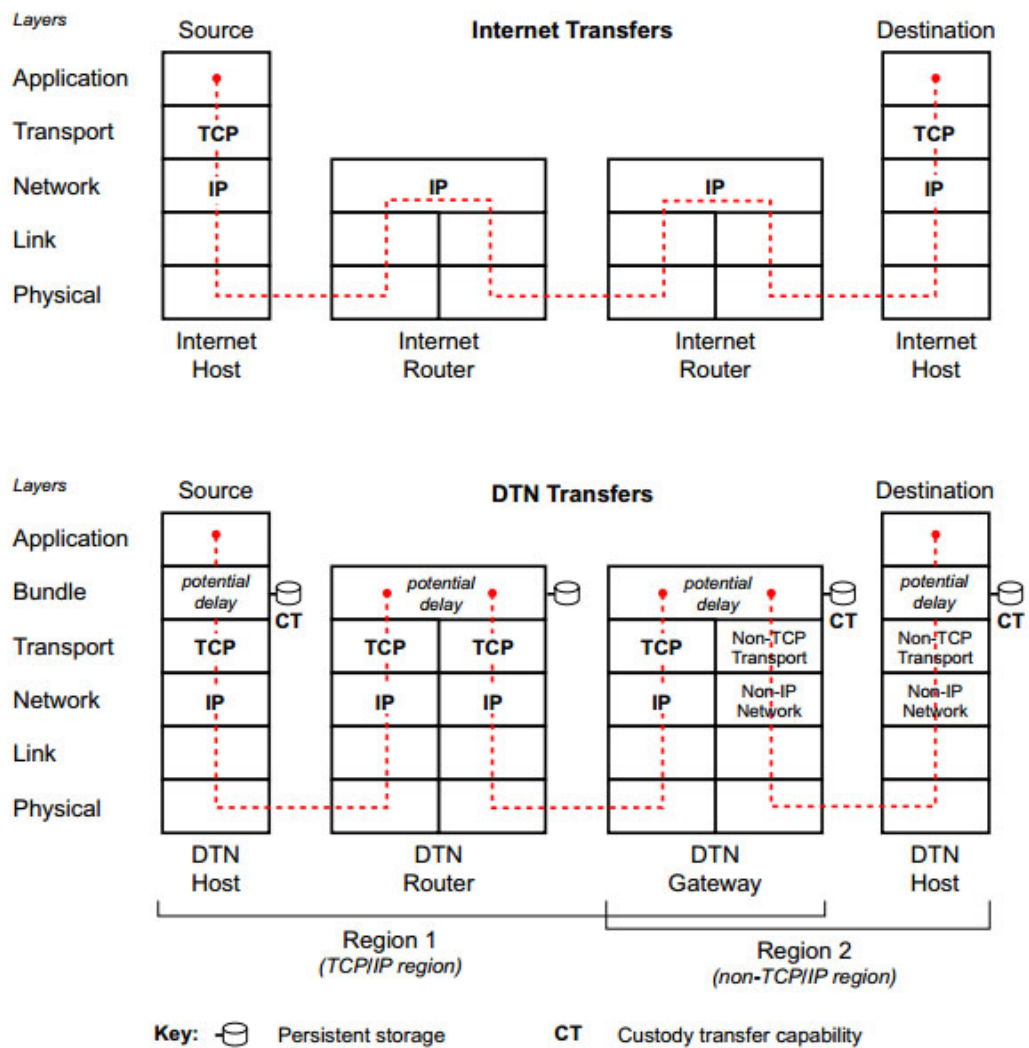 Layers
Source
Internet Transfers
Destination
Application
Transport
TCP
TCP
Network
IP
IP
IP
IP
Link
Physical
Internet
Host
Internet
Router
Internet
Router
Internet
Host
Layers
Source
DTN Transfers
Destination
Application
Bundle
potential
delay
CT
potential
delay
potential
delay
CT
potential
delay
CT
Transport
TCP
TCP
TCP
TCP
Non-TCP
Transport
Non-TCP
Transport
Network
IP
IP
IP
IP
Non-IP
Network
Non-IP
Network
Link
Physical
DTN
Host
DTN
Router
DTN
Gateway
DTN
Host
Region 1
(TCP/IP region)
Region 2
(non-TCP/IP region)
Key: Persistent storage
CT Custody transfer capability